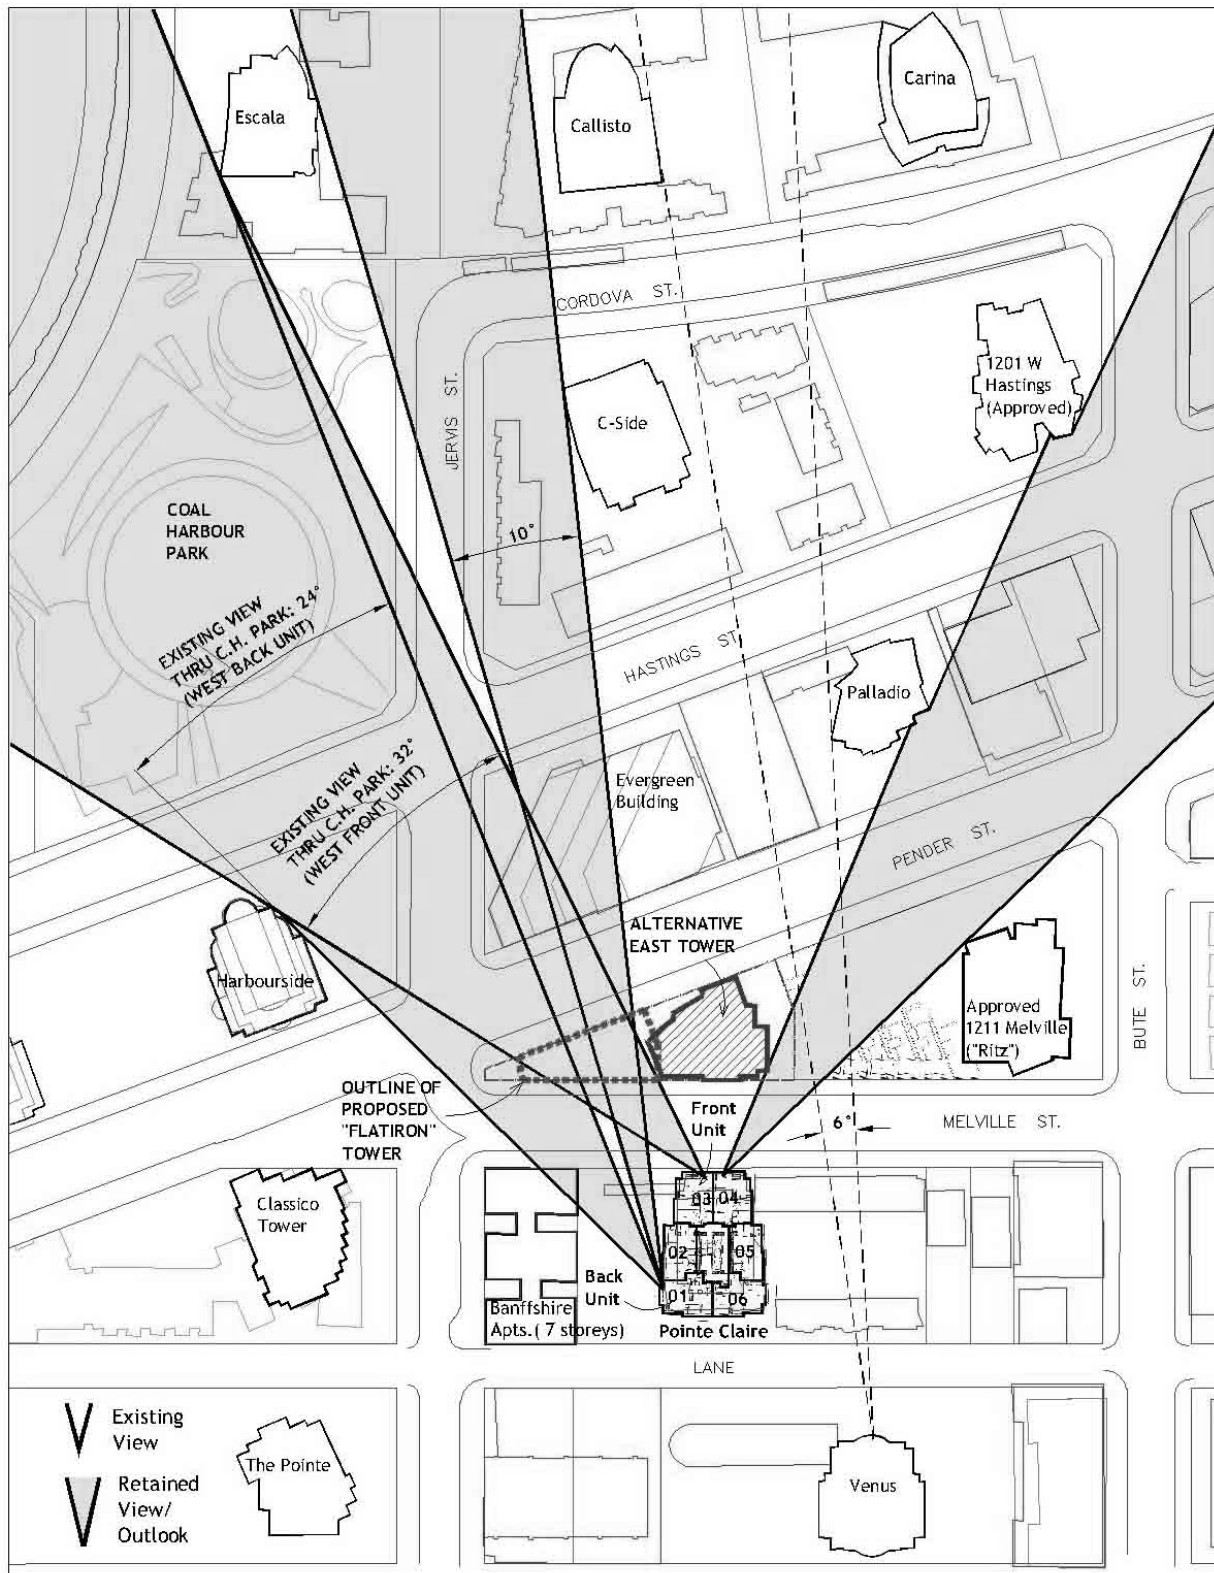 Escala
Callisto
Carina
CORDOVA ST.
JERVIS ST.
1201 W
Hastings
(Approved)
C-Side
COAL
HARBOUR
PARK
10°
EXISTING VIEW
THRU C.H. PARK: 24°
(WEST BACK UNIT)
HASTINGS ST.
Palladio
EXISTING VIEW
THRU C.H. PARK: 32°
(WEST FRONT UNIT)
Evergreen
Building
PENDER ST.
ALTERNATIVE
EAST TOWER
Harbourside
Approved
1211 Melville
("Ritz")
BUTE ST.
OUTLINE OF
PROPOSED
"FLATIRON"
TOWER
Front
Unit
6°
MELVILLE ST.
Classico
Tower
03 04
02 05
01 06
Back
Unit
Banffshire
Apts.( 7 storeys)
Pointe Claire
LANE
Existing
View
Retained
View/
Outlook
The Pointe
Venus